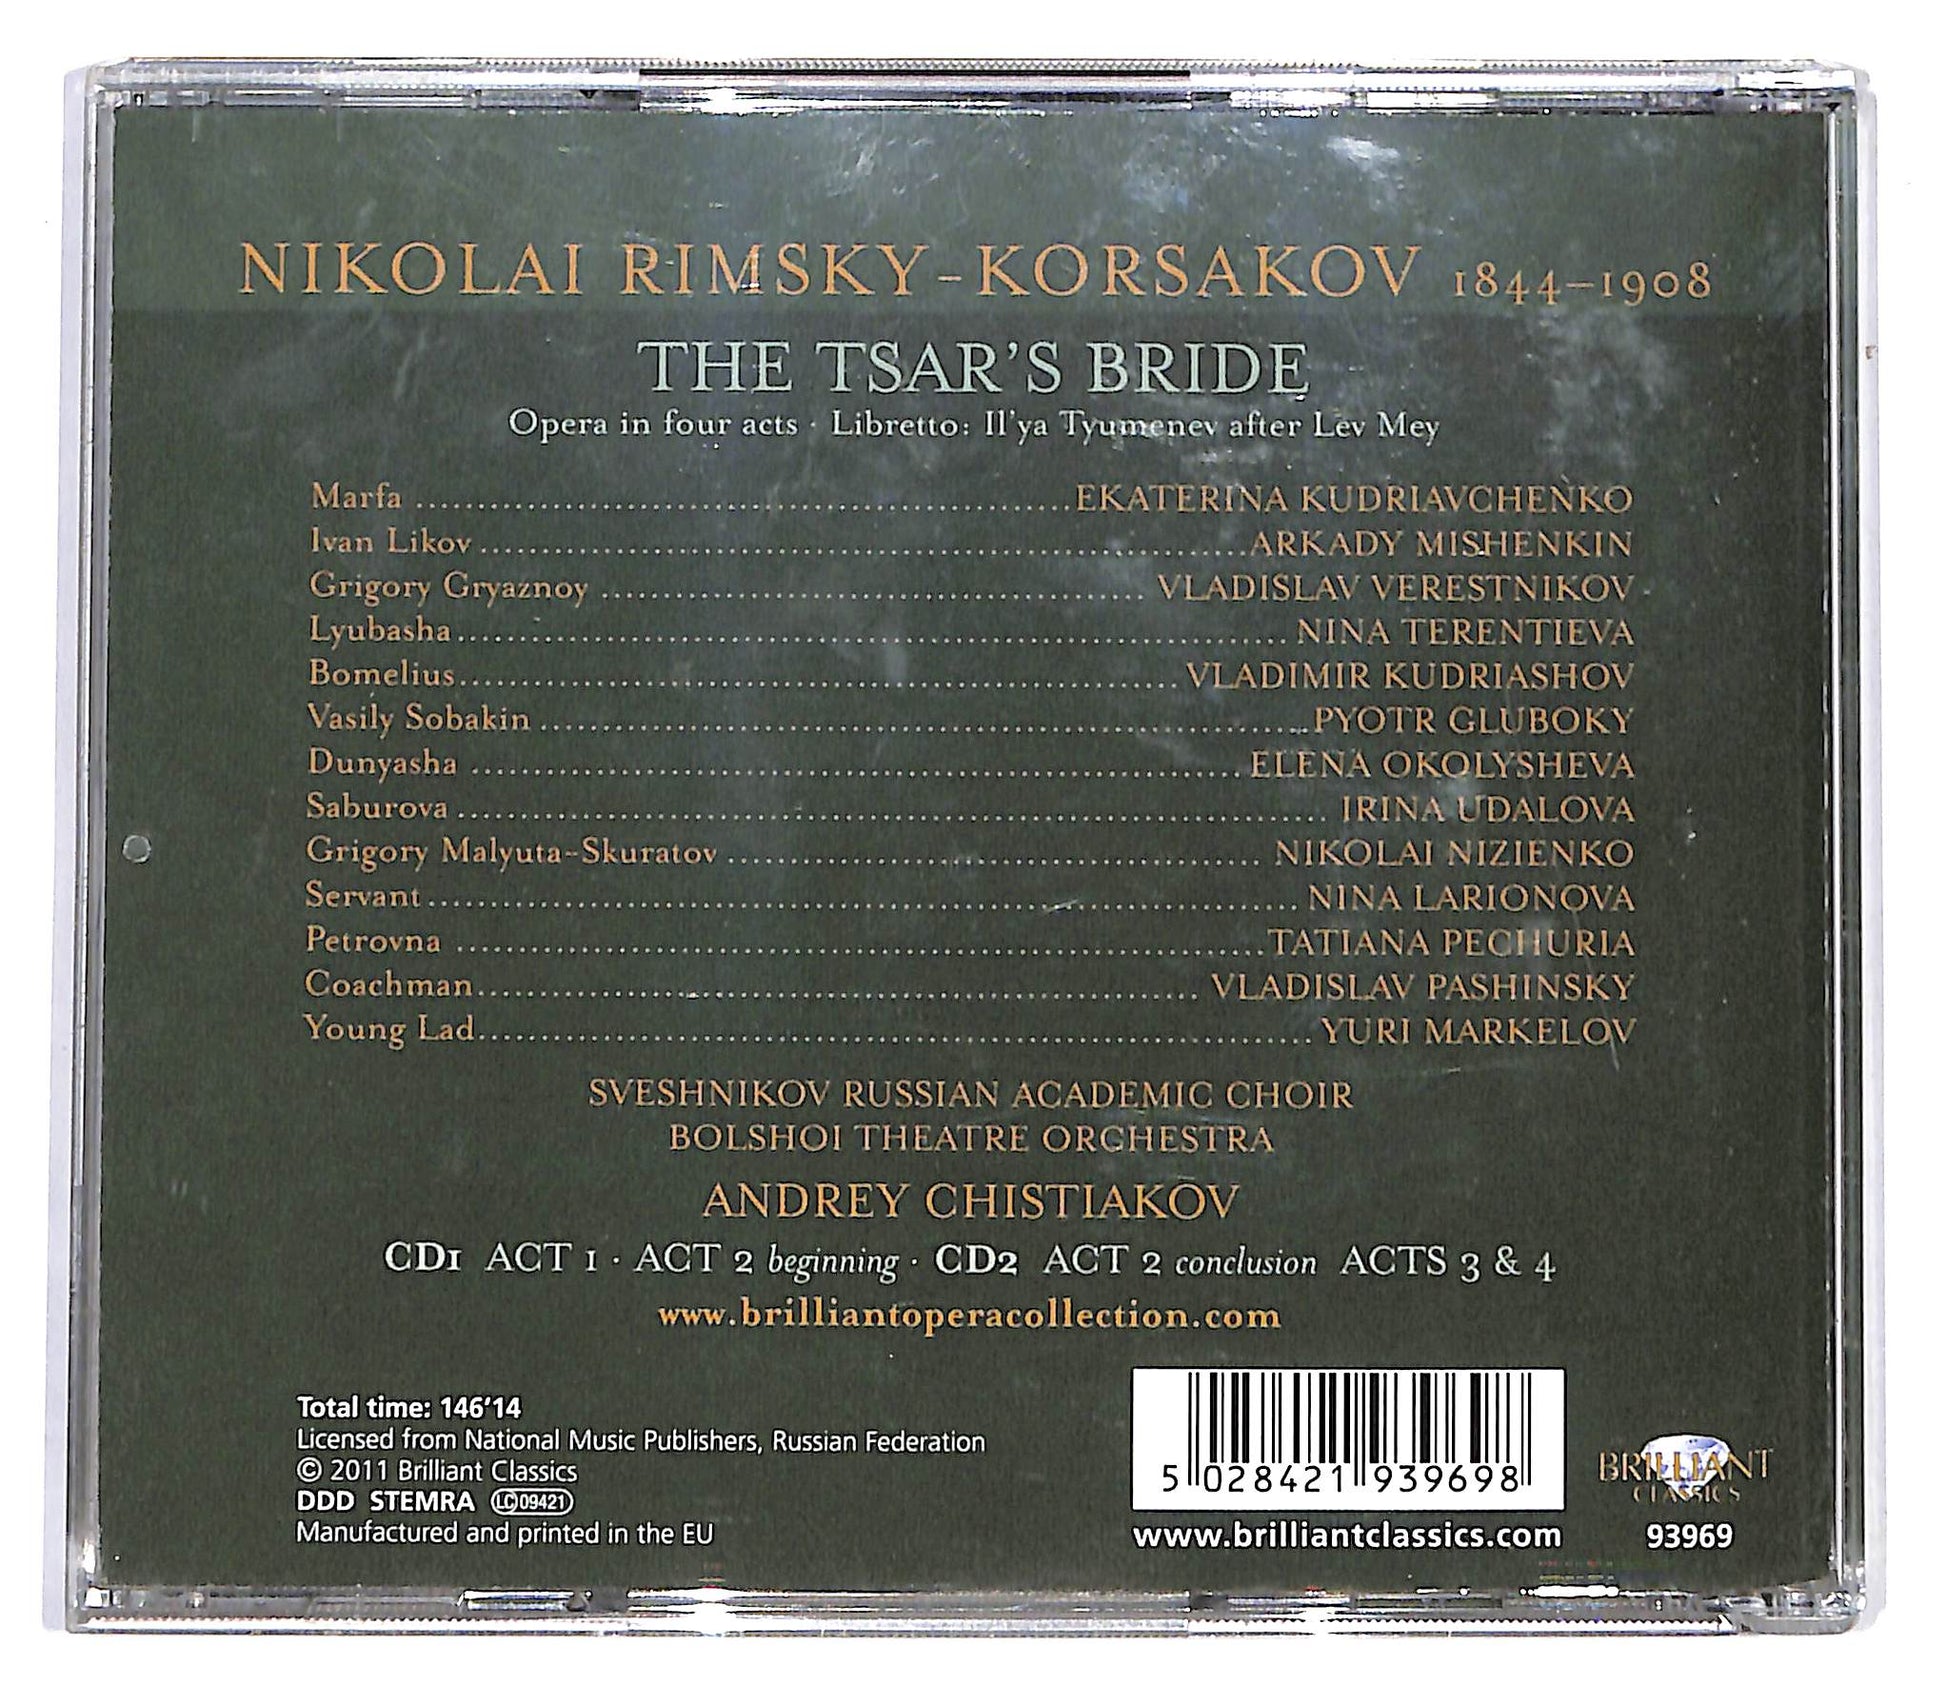 NIKOLAI RIMSKY-KORSAKOV 1844–1908
THE TSAR'S BRIDE
Opera in four acts · Libretto: Il'ya Tyumenev after Lev Mey
Marfa ........ EKATERINA KUDRIAVCHENKO
Ivan Likov ........ ARKADY MISHENKIN
Grigory Gryaznoy ........ VLADISLAV VERESTNIKOV
Lyubasha ........ NINA TERENTIEVA
Bomelius ........ VLADIMIR KUDRIASHOV
Vasily Sobakin ........ PYOTR GLUBOKY
Dunyasha ........ ELENA OKOLYSHEVA
Saburova ........ IRINA UDALOVA
Grigory Malyuta-Skuratov ........ NIKOLAI NIZIENKO
Servant ........ NINA LARIONOVA
Petrovna ........ TATIANA PECHURIA
Coachman ........ VLADISLAV PASHINSKY
Young Lad ........ YURI MARKELOV
SVESHNIKOV RUSSIAN ACADEMIC CHOIR
BOLSHOI THEATRE ORCHESTRA
ANDREY CHISTIAKOV
CD1 ACT 1 · ACT 2 beginning · CD2 ACT 2 conclusion ACTS 3 & 4
www.brilliantoperacollection.com
Total time: 146'14
Licensed from National Music Publishers, Russian Federation
© 2011 Brilliant Classics
DDD STEMRA LC 09421
Manufactured and printed in the EU
5 028421 939698
www.brilliantclassics.com
BRILLIANT
CLASSICS
93969